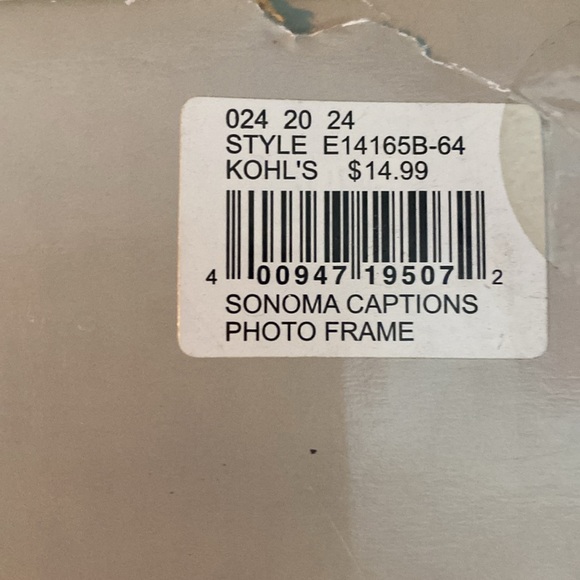 024 20 24
STYLE E14165B-64
KOHL'S $14.99
4 00947 19507 2
SONOMA CAPTIONS
PHOTO FRAME